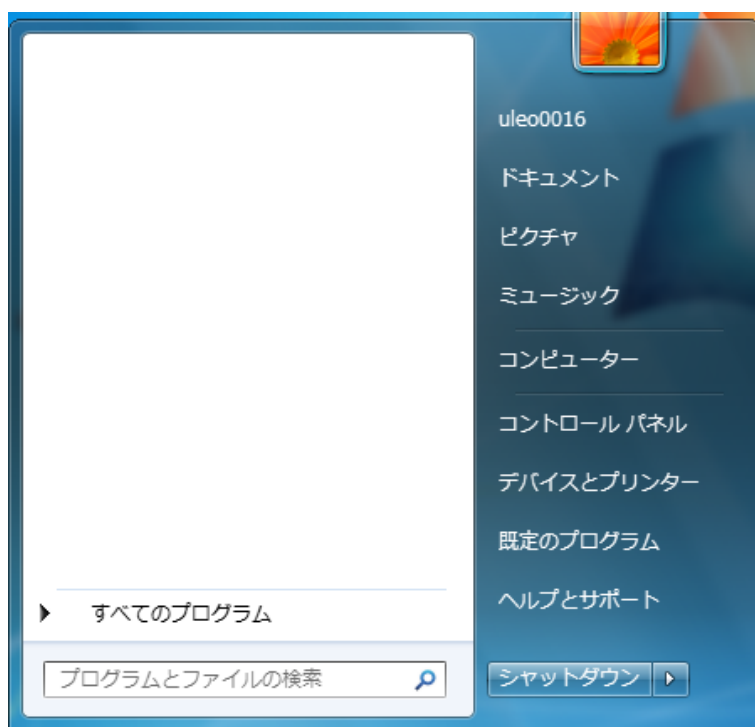 uleo0016
ドキュメント
ピクチャ
ミュージック
コンピューター
コントロール パネル
デバイスとプリンター
既定のプログラム
ヘルプとサポート
すべてのプログラム
プログラムとファイルの検索
シャットダウン